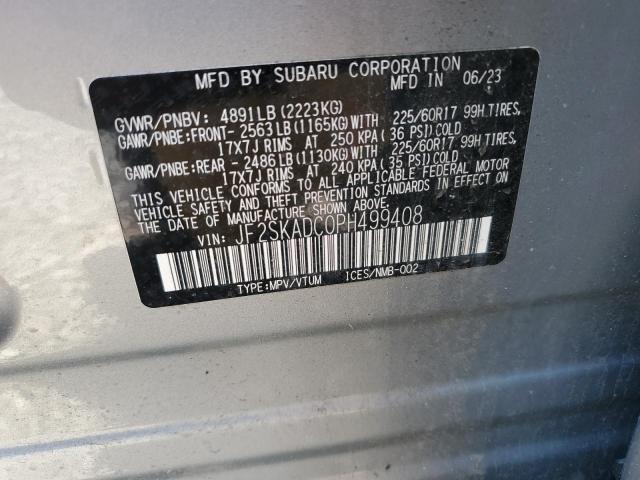 MFD BY SUBARU CORPORATION MFD IN 06/23
GVWR/PNBV: 4891LB(2223KG)
GAWR/PNBE:FRONT- 2563LB(1165KG)WITH 225/60R17 99H TIRES,
17X7J RIMS AT 250 KPA(36 PSI)COLD
GAWR/PNBE:REAR - 2486LB(1130KG)WITH 225/60R17 99H TIRES,
17X7J RIMS AT 240 KPA(35 PSI)COLD
THIS VEHICLE CONFORMS TO ALL APPLICABLE FEDERAL MOTOR
VEHICLE SAFETY AND THEFT PREVENTION STANDARDS IN EFFECT ON
THE DATE OF MANUFACTURE SHOWN ABOVE.
VIN: JF2SKADC0PH499408
TYPE:MPV/VTUM ICES/NMB-002